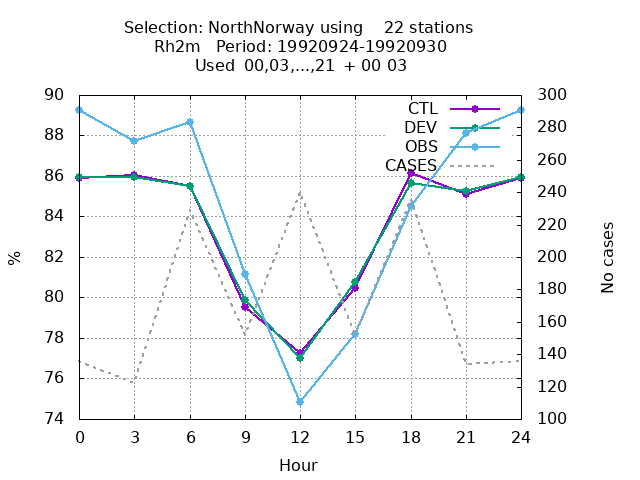 Selection: NorthNorway using 22 stations
Rh2m Period: 19920924-19920930
Used 00,03,...,21 + 00 03
90
88
86
84
82
80
78
76
74
%
300
280
260
240
220
200
180
160
140
120
100
No cases
CTL
DEV
OBS
CASES
0 3 6 9 12 15 18 21 24
Hour